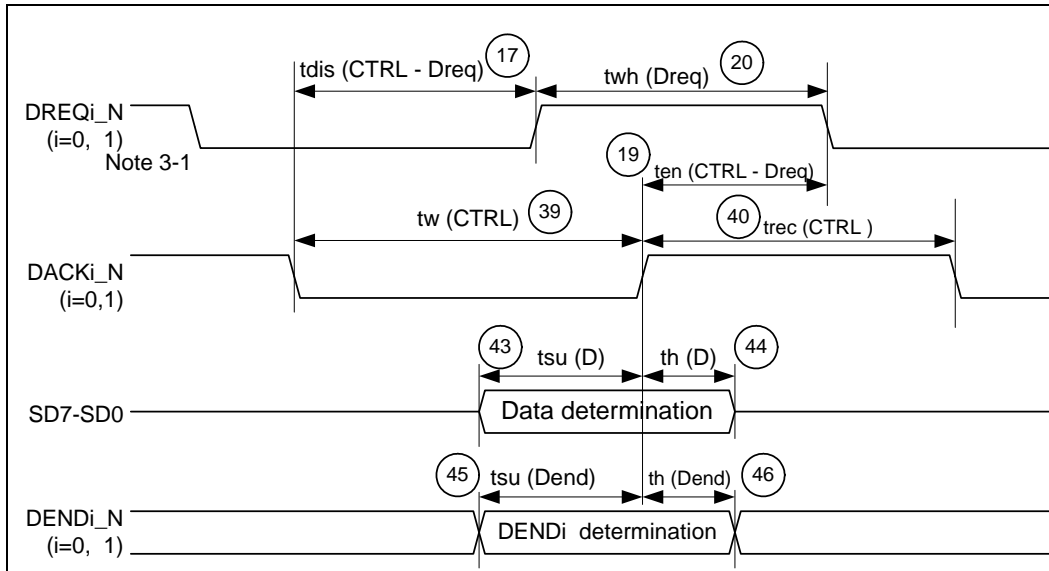 tdis (CTRL - Dreq) 17
twh (Dreq) 20
DREQi_N
(i=0, 1)
Note 3-1
19
ten (CTRL - Dreq)
tw (CTRL) 39
40 trec (CTRL )
DACKi_N
(i=0,1)
43 tsu (D) th (D) 44
SD7-SD0
Data determination
45 tsu (Dend) th (Dend) 46
DENDi_N
(i=0, 1)
DENDi determination